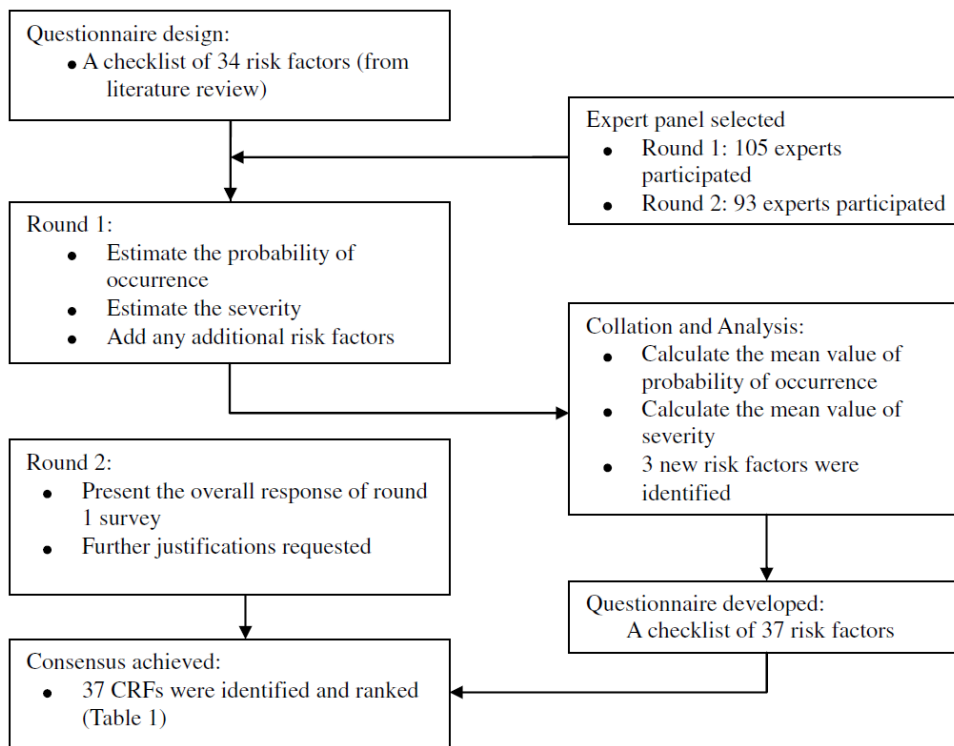 Questionnaire design:
• A checklist of 34 risk factors (from
literature review)
Expert panel selected
• Round 1: 105 experts
participated
• Round 2: 93 experts participated
Round 1:
• Estimate the probability of
occurrence
• Estimate the severity
• Add any additional risk factors
Collation and Analysis:
• Calculate the mean value of
probability of occurrence
• Calculate the mean value of
severity
• 3 new risk factors were
identified
Round 2:
• Present the overall response of round
1 survey
• Further justifications requested
Questionnaire developed:
A checklist of 37 risk factors
Consensus achieved:
• 37 CRFs were identified and ranked
(Table 1)